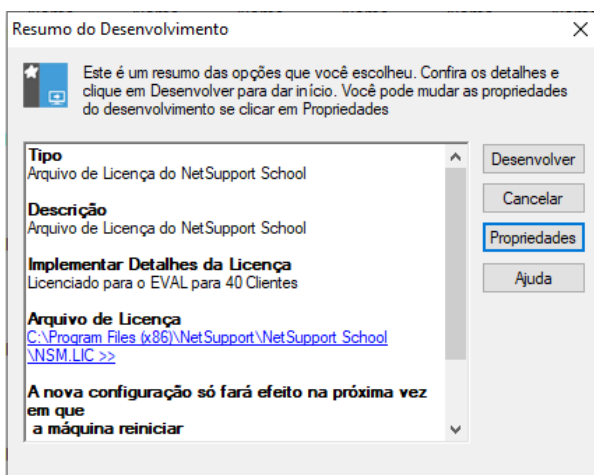 Resumo do Desenvolvimento
Este é um resumo das opções que você escolheu. Confira os detalhes e
clique em Desenvolver para dar início. Você pode mudar as propriedades
do desenvolvimento se clicar em Propriedades
Tipo
Arquivo de Licença do NetSupport School
Descrição
Arquivo de Licença do NetSupport School
Implementar Detalhes da Licença
Licenciado para o EVAL para 40 Clientes
Arquivo de Licença
C:\Program Files (x86)\NetSupport\NetSupport School
\NSM.LIC >>
A nova configuração só fará efeito na próxima vez
em que
a máquina reiniciar
Desenvolver
Cancelar
Propriedades
Ajuda